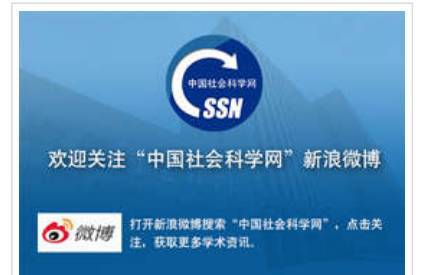 中国社会科学网
CSSN
欢迎关注“中国社会科学网”新浪微博
微博
打开新浪微博搜索“中国社会科学网”，点击关
注，获取更多学术资讯。